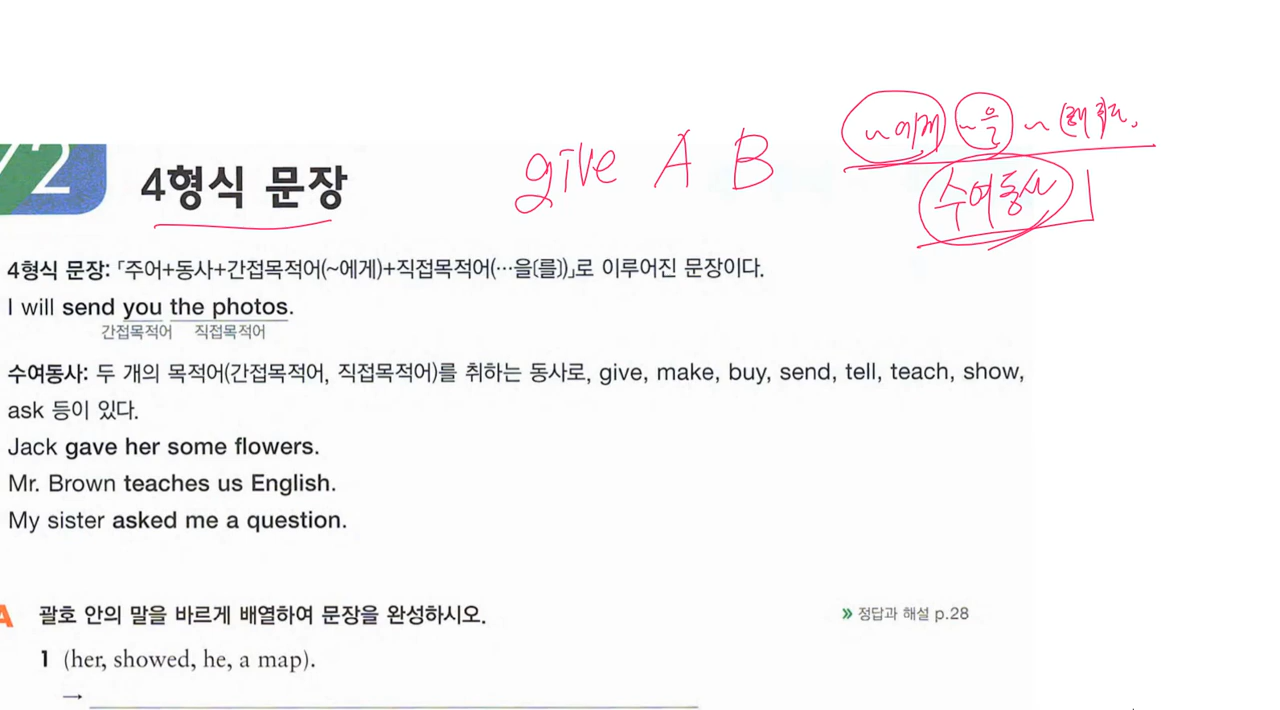 ~에게 ~을 ~해주다.
give A B
수여동사
72
4형식 문장
4형식 문장: 「주어+동사+간접목적어(~에게)+직접목적어(…을(를))」로 이루어진 문장이다.
I will send you the photos.
간접목적어 직접목적어
수여동사: 두 개의 목적어(간접목적어, 직접목적어)를 취하는 동사로, give, make, buy, send, tell, teach, show,
ask 등이 있다.
Jack gave her some flowers.
Mr. Brown teaches us English.
My sister asked me a question.
A 괄호 안의 말을 바르게 배열하여 문장을 완성하시오.
» 정답과 해설 p.28
1 (her, showed, he, a map).
→